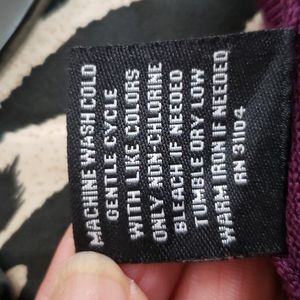 MACHINE WASH COLD
GENTLE CYCLE
WITH LIKE COLORS
ONLY NON-CHLORINE
BLEACH IF NEEDED
TUMBLE DRY LOW
WARM IRON IF NEEDED
RN 31104